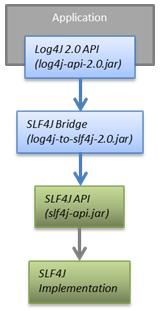 Application
Log4J 2.0 API
(log4j-api-2.0.jar)
SLF4J Bridge
(log4j-to-slf4j-2.0.jar)
SLF4J API
(slf4j-api.jar)
SLF4J
Implementation